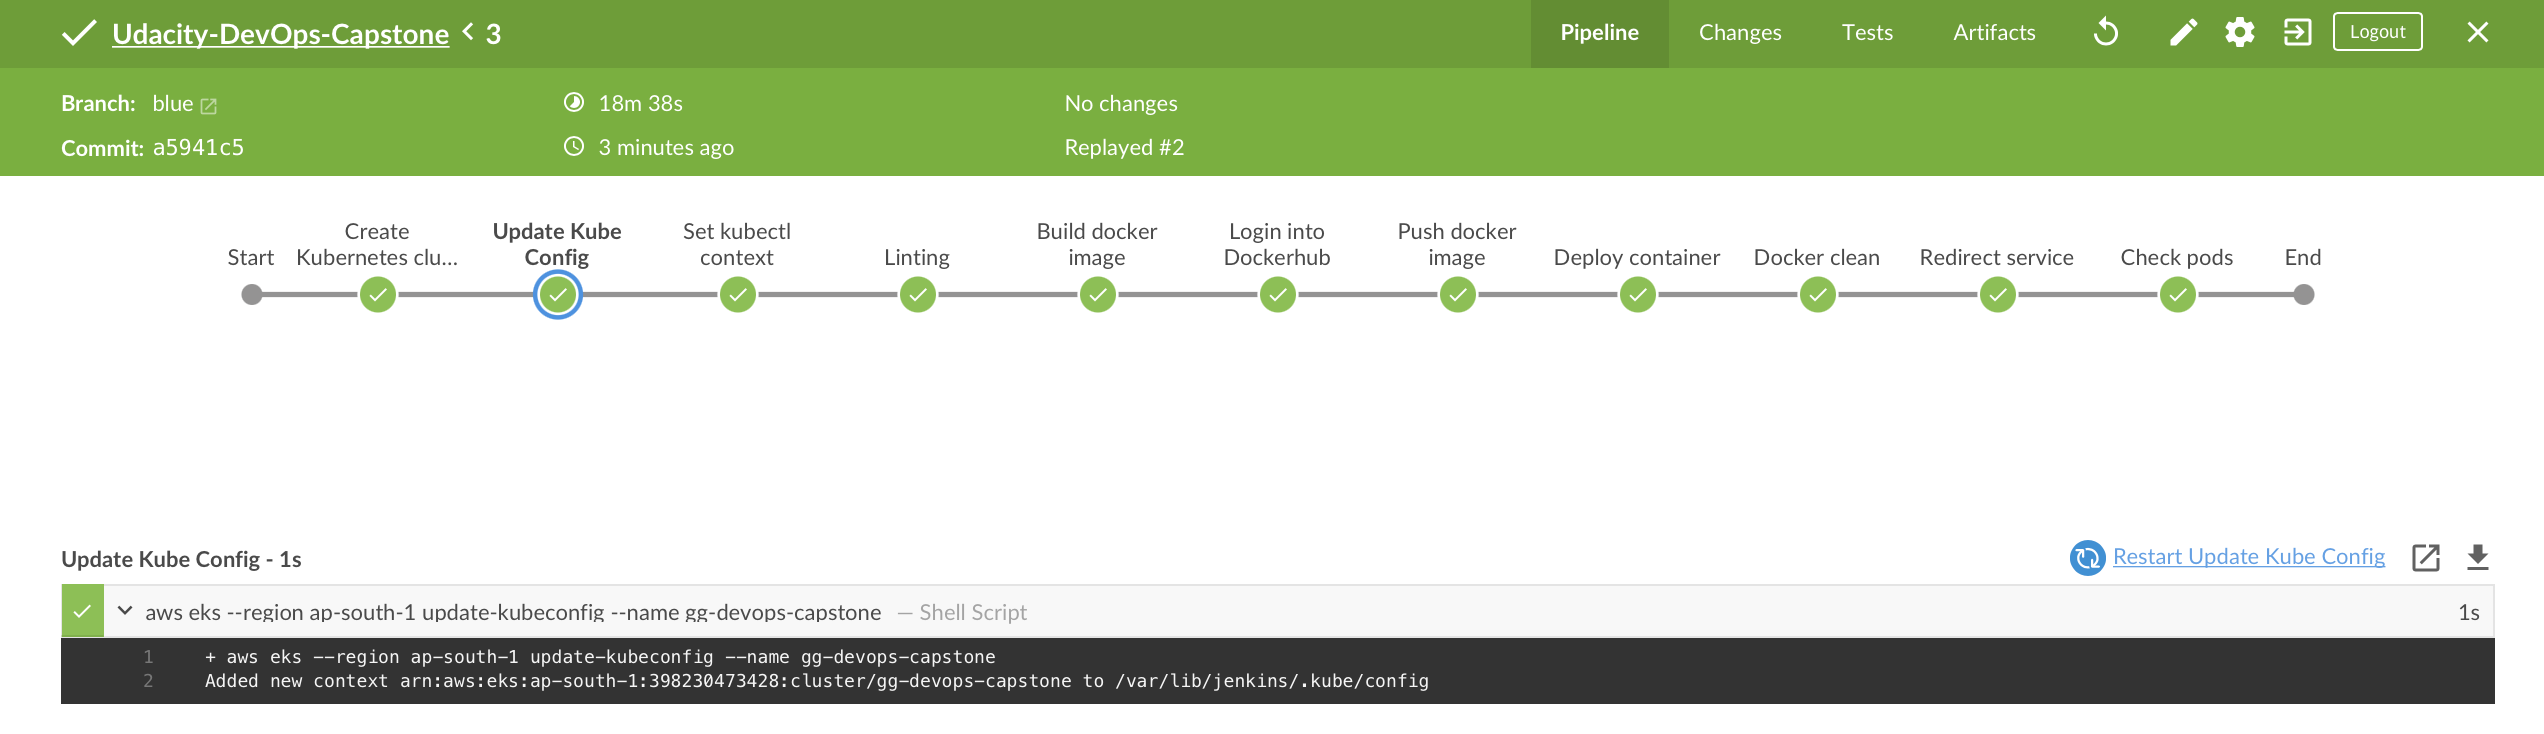 Udacity-DevOps-Capstone < 3
Pipeline Changes Tests Artifacts Logout
Branch: blue 18m 38s No changes
Commit: a5941c5 3 minutes ago Replayed #2
Start
Create
Kubernetes clu...
Update Kube
Config
Set kubectl
context
Linting
Build docker
image
Login into
Dockerhub
Push docker
image
Deploy container
Docker clean
Redirect service
Check pods
End
Update Kube Config - 1s Restart Update Kube Config
aws eks --region ap-south-1 update-kubeconfig --name gg-devops-capstone — Shell Script 1s
1 + aws eks --region ap-south-1 update-kubeconfig --name gg-devops-capstone
2 Added new context arn:aws:eks:ap-south-1:398230473428:cluster/gg-devops-capstone to /var/lib/jenkins/.kube/config